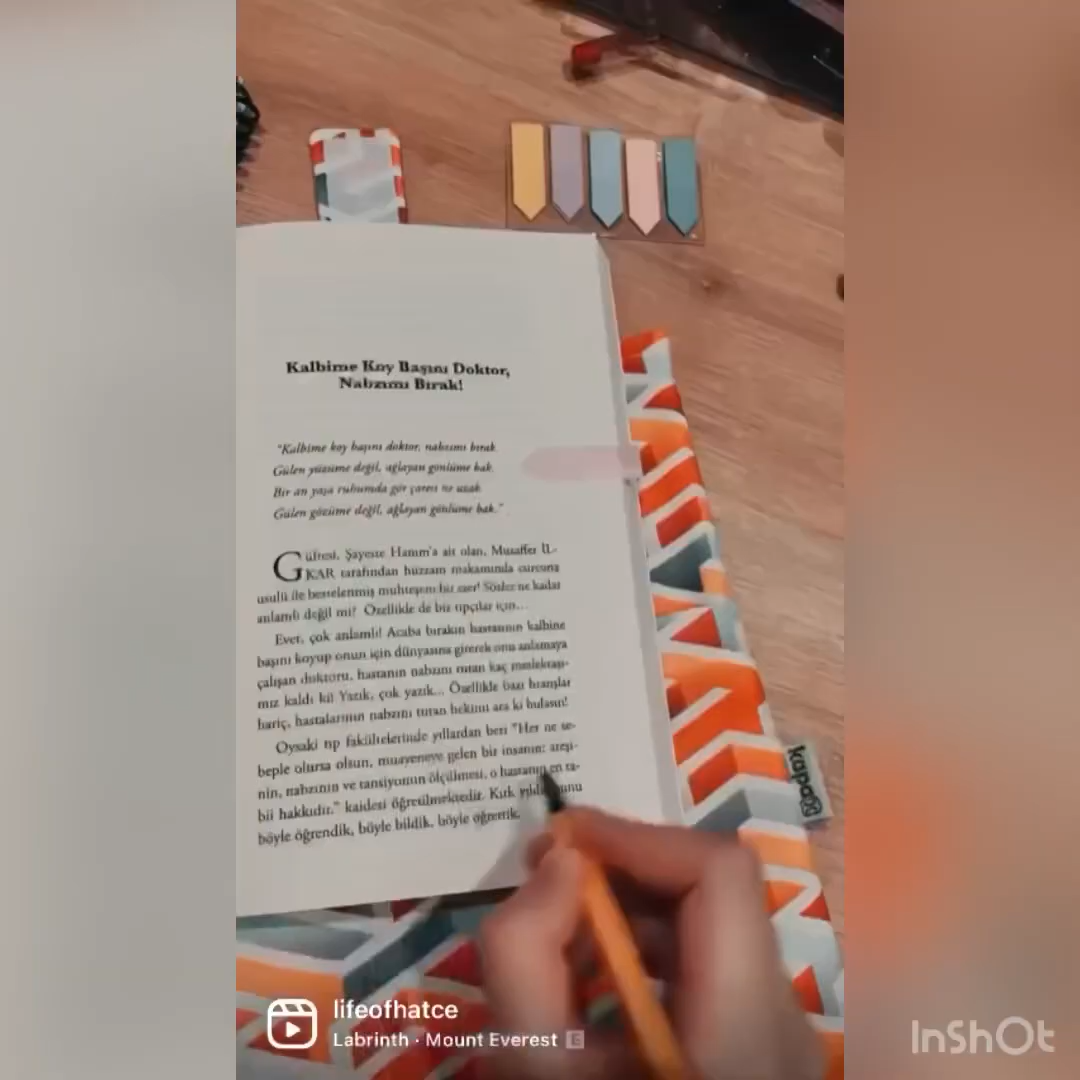 Kalbime Koy Başını Doktor,
Nabzımı Bırak!
"Kalbime koy başını doktor, nabzımı bırak
Gülen yüzüme değil, ağlayan gönlüme bak.
Bir an yaşa ruhumda gör çaresi ne uzak
Gülen gözüme değil, ağlayan gönlüme bak."
Güftesi, Şayeste Hanım'a ait olan, Muzaffer İL-
KAR tarafından hüzzam makamında curcuna
usulü ile bestelenmiş muhteşem bir eser! Sözler ne kadar
anlamlı değil mi? Özellikle de biz tıpçılar için...
Evet, çok anlamlı! Acaba bırakın hastanın kalbine
başını koyup onun için dünyasına girerek onu anlamaya
çalışan doktoru, hastanın nabzını tutan kaç meslektaşı-
mız kaldı ki! Yazık, çok yazık... Özellikle bazı branşlar
hariç, hastalarının nabzını tutan hekimi ara ki bulasın!
Oysaki tıp fakültelerinde yıllardan beri "Her ne se-
beple olursa olsun, muayeneye gelen bir insanın; ateşi-
nin, nabzının ve tansiyonun ölçülmesi, o hastanın en ta-
bii hakkıdır." kaidesi öğretilmektedir. Kırk
böyle öğrendik, böyle bildik, böyle öğrettik.
kapdos
lifeofhatce
Labrinth · Mount Everest E
InShOt